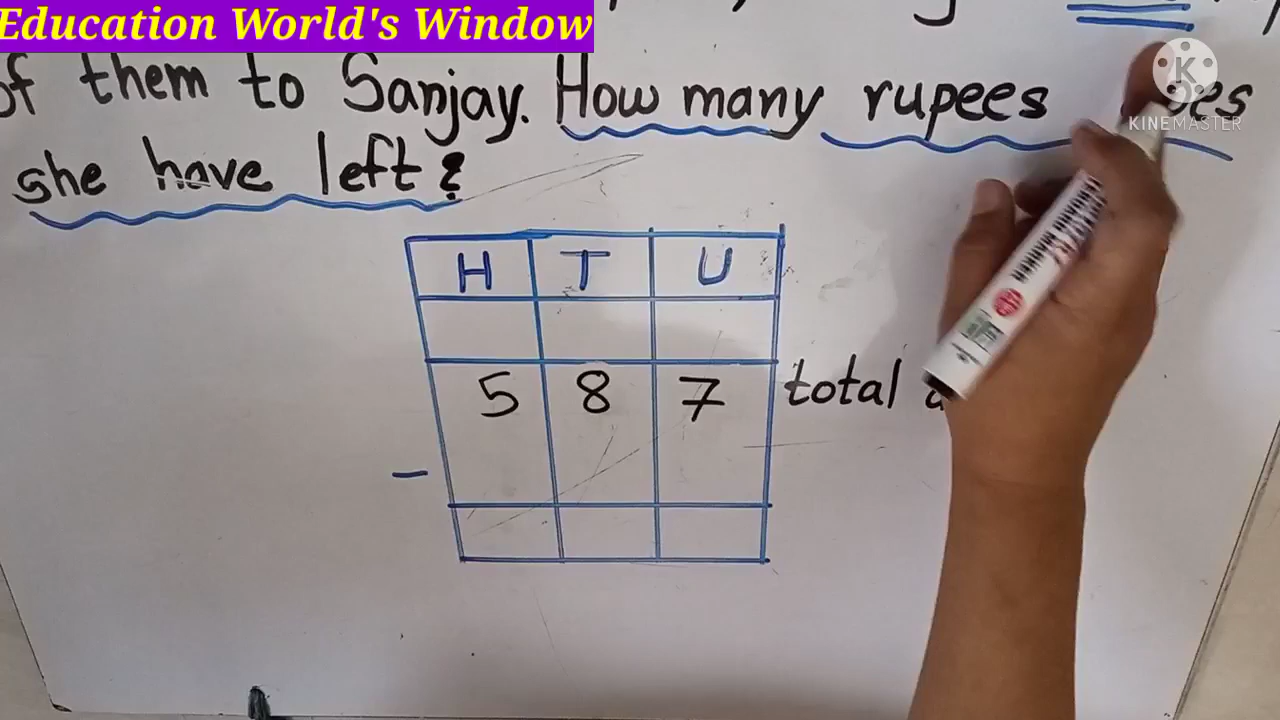 Education World's Window
of them to Sanjay. How many rupees
she have left?
KINEMASTER
H T U
5 8 7 total
-